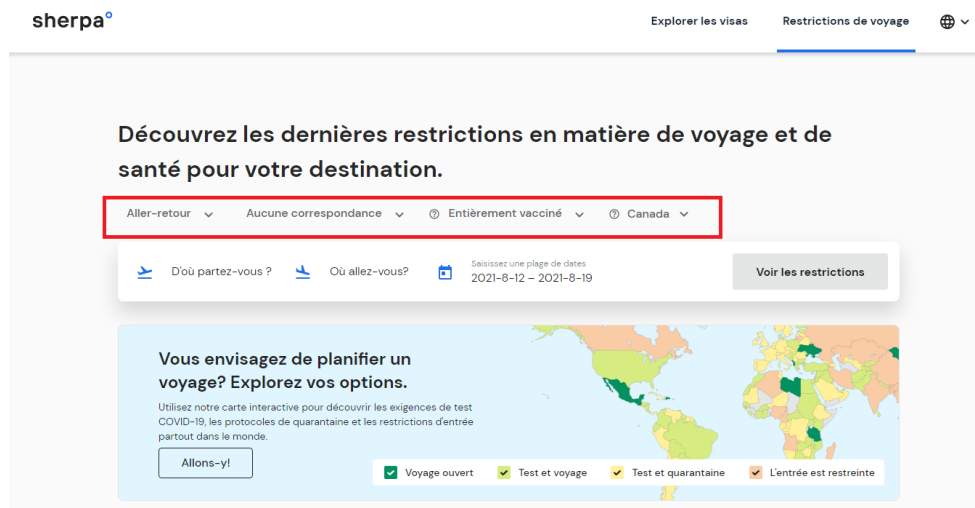 sherpa°
Explorer les visas
Restrictions de voyage
Découvrez les dernières restrictions en matière de voyage et de
santé pour votre destination.
Aller-retour
Aucune correspondance
Entièrement vacciné
Canada
D'où partez-vous ?
Où allez-vous?
Saisissez une plage de dates
2021-8-12 – 2021-8-19
Voir les restrictions
Vous envisagez de planifier un
voyage? Explorez vos options.
Utilisez notre carte interactive pour découvrir les exigences de test
COVID-19, les protocoles de quarantaine et les restrictions d'entrée
partout dans le monde.
Allons-y!
Voyage ouvert
Test et voyage
Test et quarantaine
L'entrée est restreinte